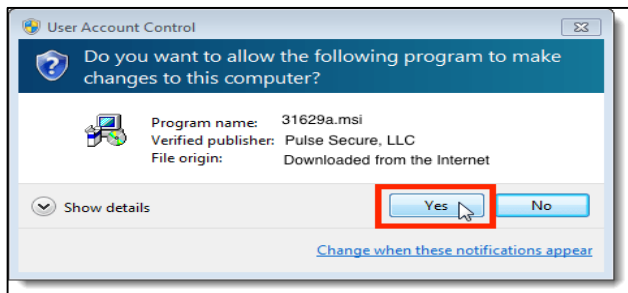 User Account Control
Do you want to allow the following program to make
changes to this computer?
Program name: 31629a.msi
Verified publisher: Pulse Secure, LLC
File origin: Downloaded from the Internet
Show details
Yes
No
Change when these notifications appear